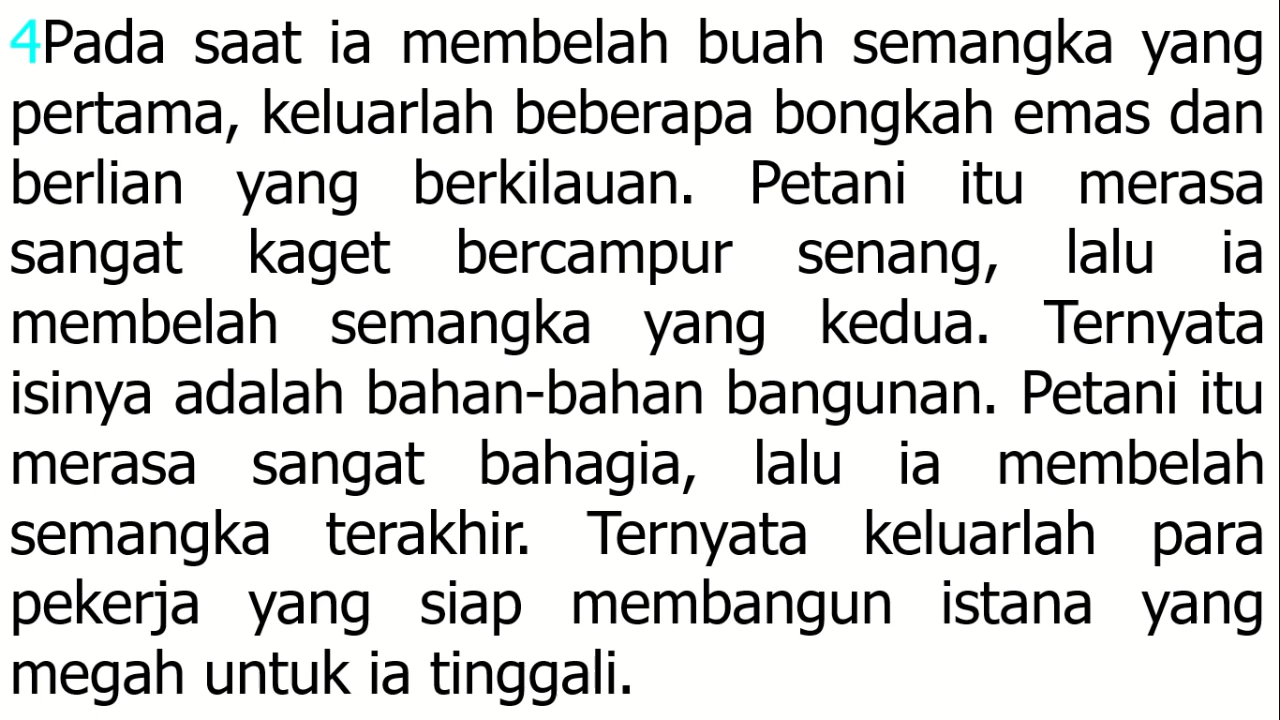 4Pada saat ia membelah buah semangka yang
pertama, keluarlah beberapa bongkah emas dan
berlian yang berkilauan. Petani itu merasa
sangat kaget bercampur senang, lalu ia
membelah semangka yang kedua. Ternyata
isinya adalah bahan-bahan bangunan. Petani itu
merasa sangat bahagia, lalu ia membelah
semangka terakhir. Ternyata keluarlah para
pekerja yang siap membangun istana yang
megah untuk ia tinggali.